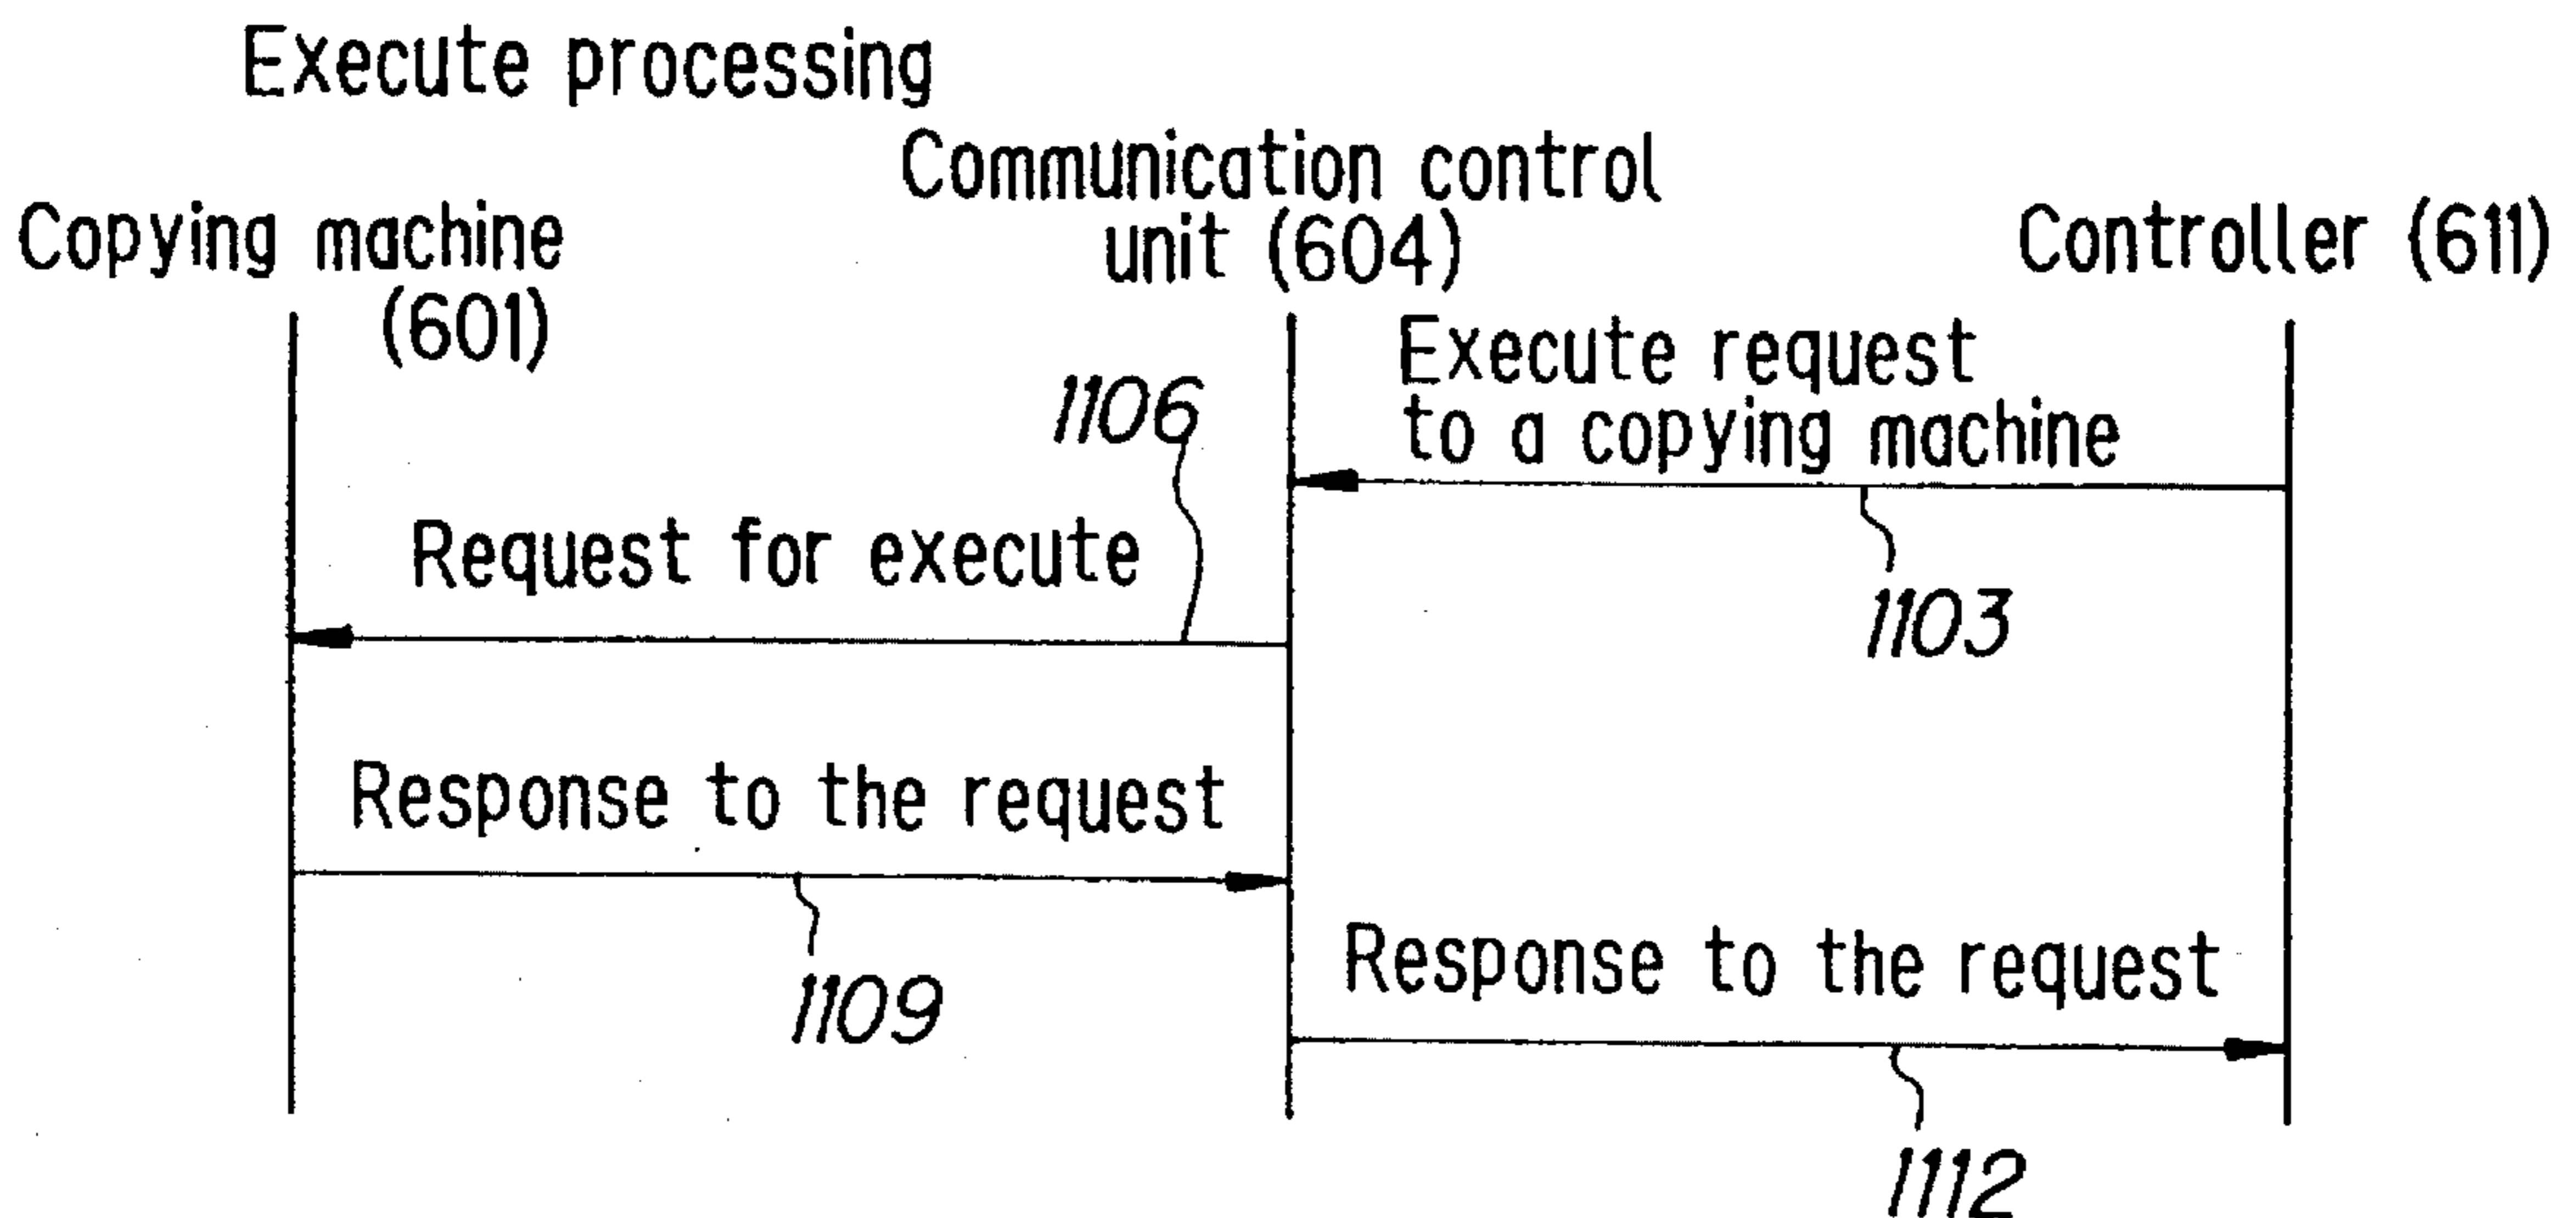 Execute processing
Communication control
unit (604)
Copying machine
(601)
Controller (611)
Execute request
to a copying machine
1106
1103
Request for execute
Response to the request
1109
Response to the request
1112